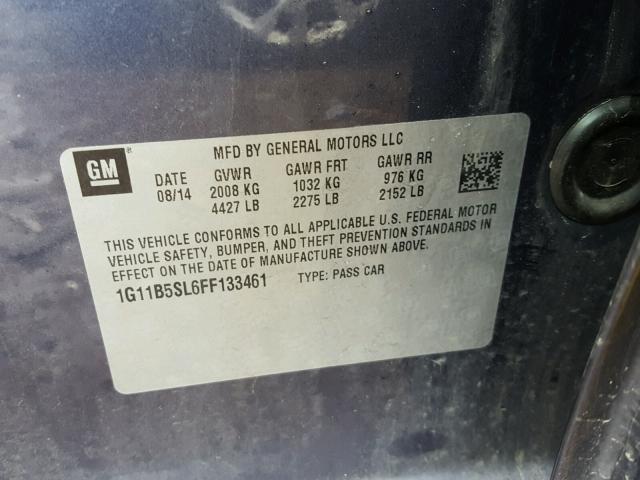 GM
MFD BY GENERAL MOTORS LLC
DATE GVWR GAWR FRT GAWR RR
08/14 2008 KG 1032 KG 976 KG
4427 LB 2275 LB 2152 LB
THIS VEHICLE CONFORMS TO ALL APPLICABLE U.S. FEDERAL MOTOR
VEHICLE SAFETY, BUMPER, AND THEFT PREVENTION STANDARDS IN
EFFECT ON THE DATE OF MANUFACTURE SHOWN ABOVE.
1G11B5SL6FF133461 TYPE: PASS CAR